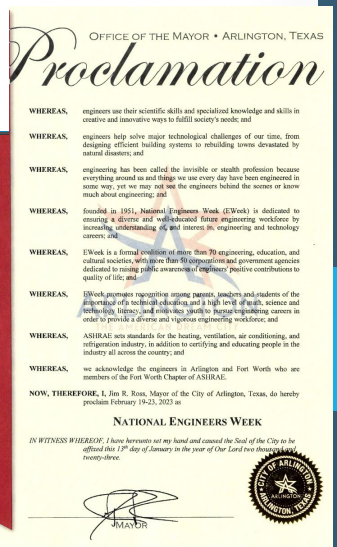 OFFICE OF THE MAYOR • ARLINGTON, TEXAS
Proclamation
WHEREAS, engineers use their scientific skills and specialized knowledge and skills in
creative and innovative ways to fulfill society's needs; and
WHEREAS, engineers help solve major technological challenges of our time, from
designing efficient building systems to rebuilding towns devastated by
natural disasters; and
WHEREAS, engineering has been called the invisible or stealth profession because
everything around us and things we use every day have been engineered in
some way, yet we may not see the engineers behind the scenes or know
much about engineering; and
WHEREAS, founded in 1951, National Engineers Week (EWeek) is dedicated to
ensuring a diverse and well-educated future engineering workforce by
increasing understanding of, and interest in, engineering and technology
careers; and
WHEREAS, EWeek is a formal coalition of more than 70 engineering, education, and
cultural societies, with more than 50 corporations and government agencies
dedicated to raising public awareness of engineers' positive contributions to
quality of life; and
WHEREAS, EWeek promotes recognition among parents, teachers and students of the
importance of a technical education and a high level of math, science and
technology literacy, and motivates youth to pursue engineering careers in
order to provide a diverse and vigorous engineering workforce; and
THE AMERICAN DREAM CITY
WHEREAS, ASHRAE sets standards for the heating, ventilation, air conditioning, and
refrigeration industry, in addition to certifying and educating people in the
industry all across the country; and
WHEREAS, we acknowledge the engineers in Arlington and Fort Worth who are
members of the Fort Worth Chapter of ASHRAE.
NOW, THEREFORE, I, Jim R. Ross, Mayor of the City of Arlington, Texas, do hereby
proclaim February 19-23, 2023 as
NATIONAL ENGINEERS WEEK
IN WITNESS WHEREOF, I have hereunto set my hand and caused the Seal of the City to be
affixed this 13th day of January in the year of Our Lord two thousand and
twenty-three.
CITY OF ARLINGTON
ARLINGTON
ARLINGTON, TEXAS
MAYOR